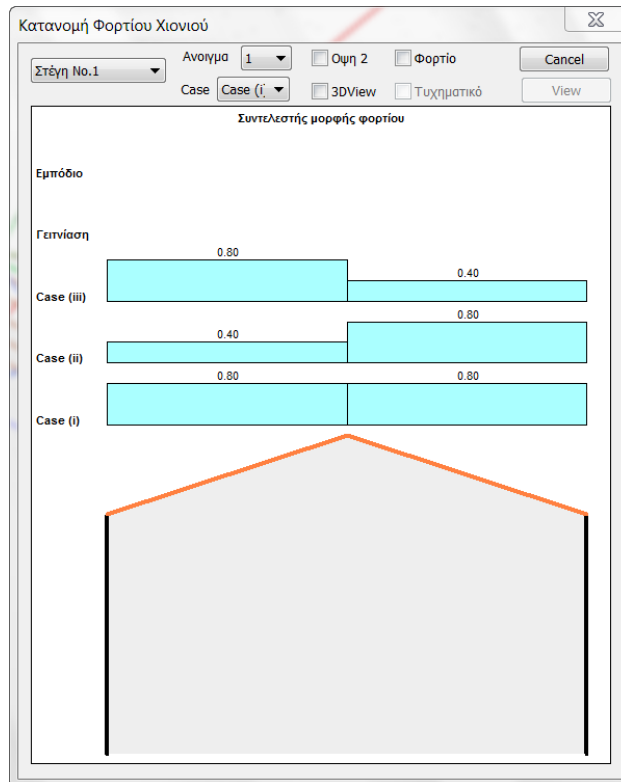 Κατανομή Φορτίου Χιονιού
Στέγη No.1
Ανοιγμα 1
Οψη 2
Φορτίο
Cancel
Case Case (i
3DView
Τυχηματικό
View
Συντελεστής μορφής φορτίου
Εμπόδιο
Γειτνίαση
0.80
0.40
Case (iii)
0.40
0.80
Case (ii)
0.80
0.80
Case (i)